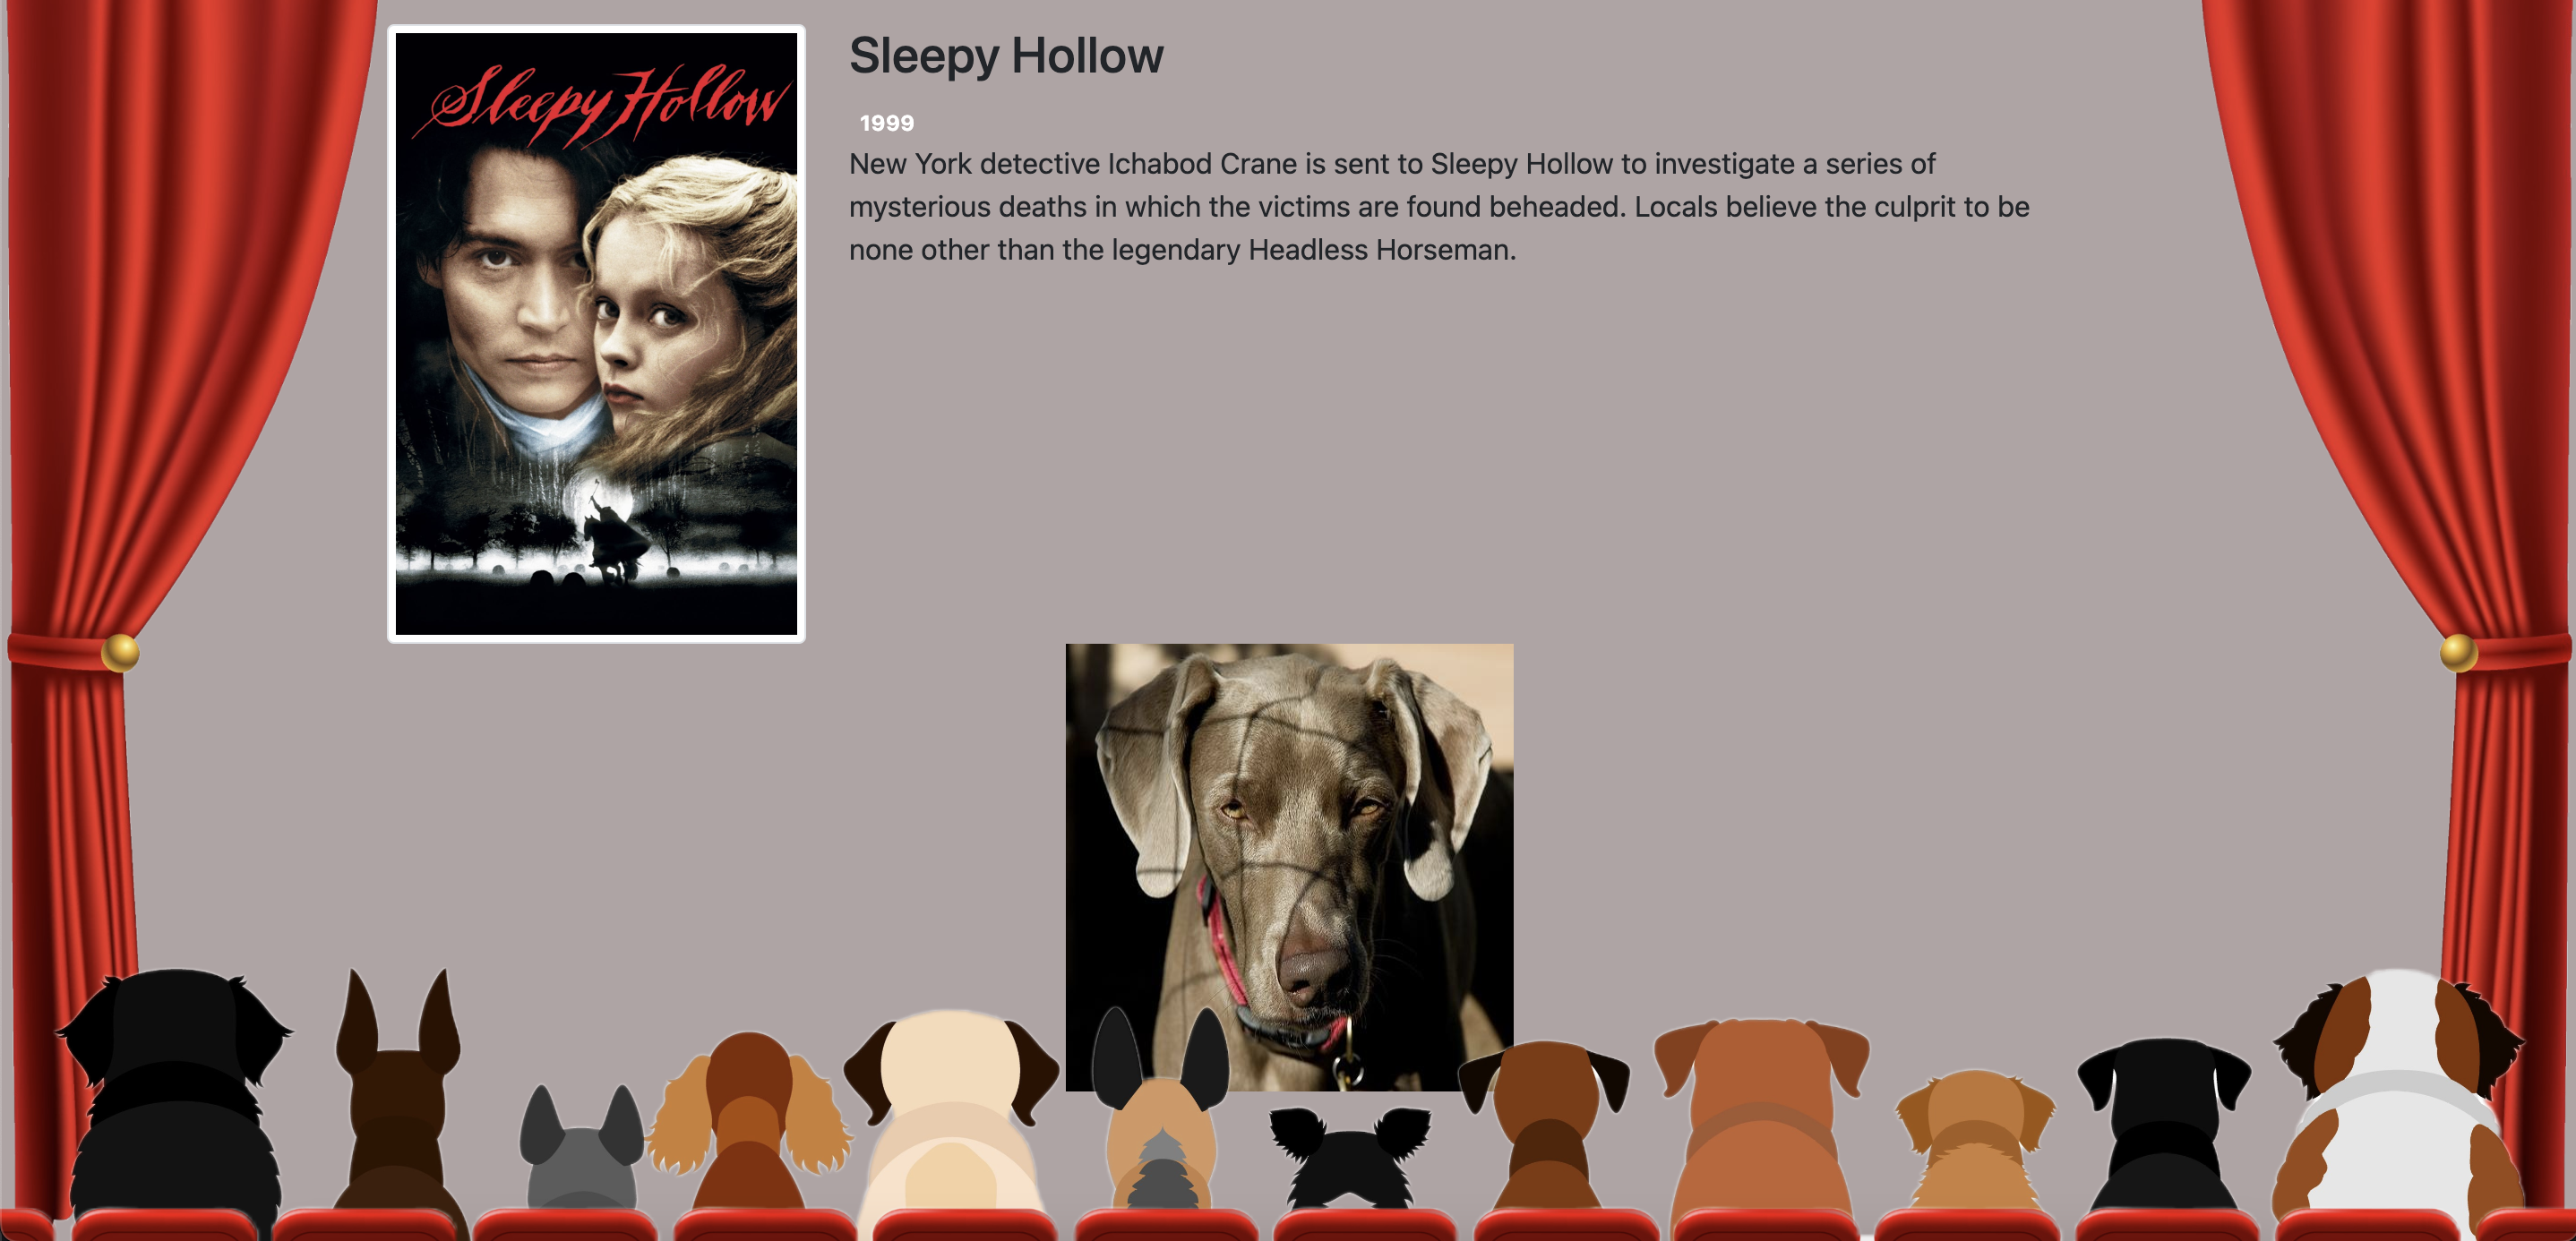 Sleepy Hollow
Sleepy Hollow
1999
New York detective Ichabod Crane is sent to Sleepy Hollow to investigate a series of
mysterious deaths in which the victims are found beheaded. Locals believe the culprit to be
none other than the legendary Headless Horseman.